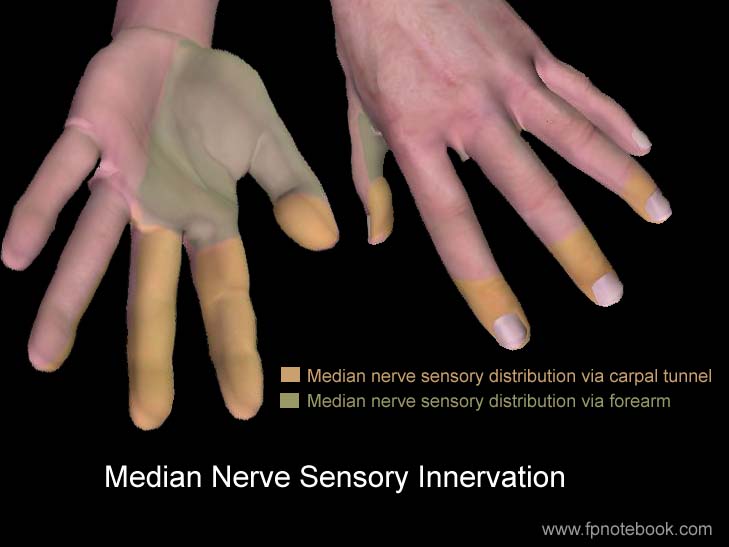 Median nerve sensory distribution via carpal tunnel
Median nerve sensory distribution via forearm
Median Nerve Sensory Innervation
www.fpnotebook.com